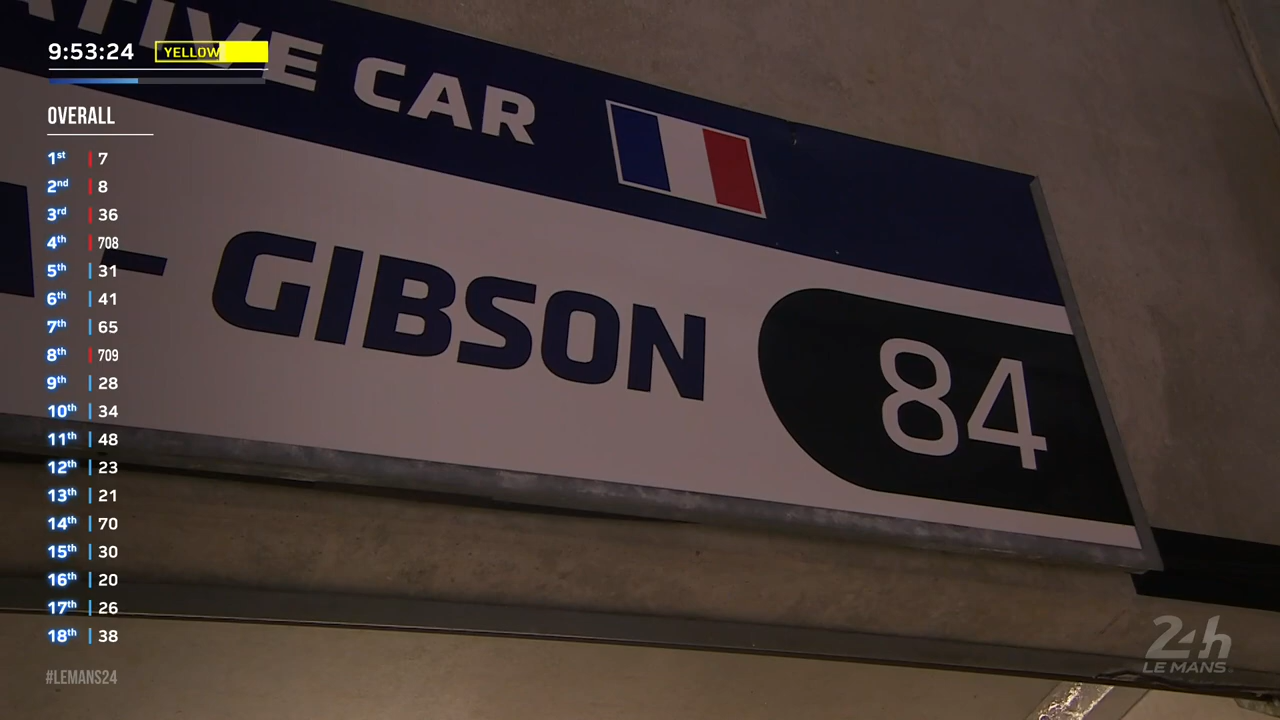 9:53:24 YELLOW
OVERALL
1st 7
2nd 8
3rd 36
4th 708
5th 31
6th 41
7th 65
8th 709
9th 28
10th 34
11th 48
12th 23
13th 21
14th 70
15th 30
16th 20
17th 26
18th 38
#LEMANS24
ATIVE CAR
- GIBSON 84
24h
LE MANS